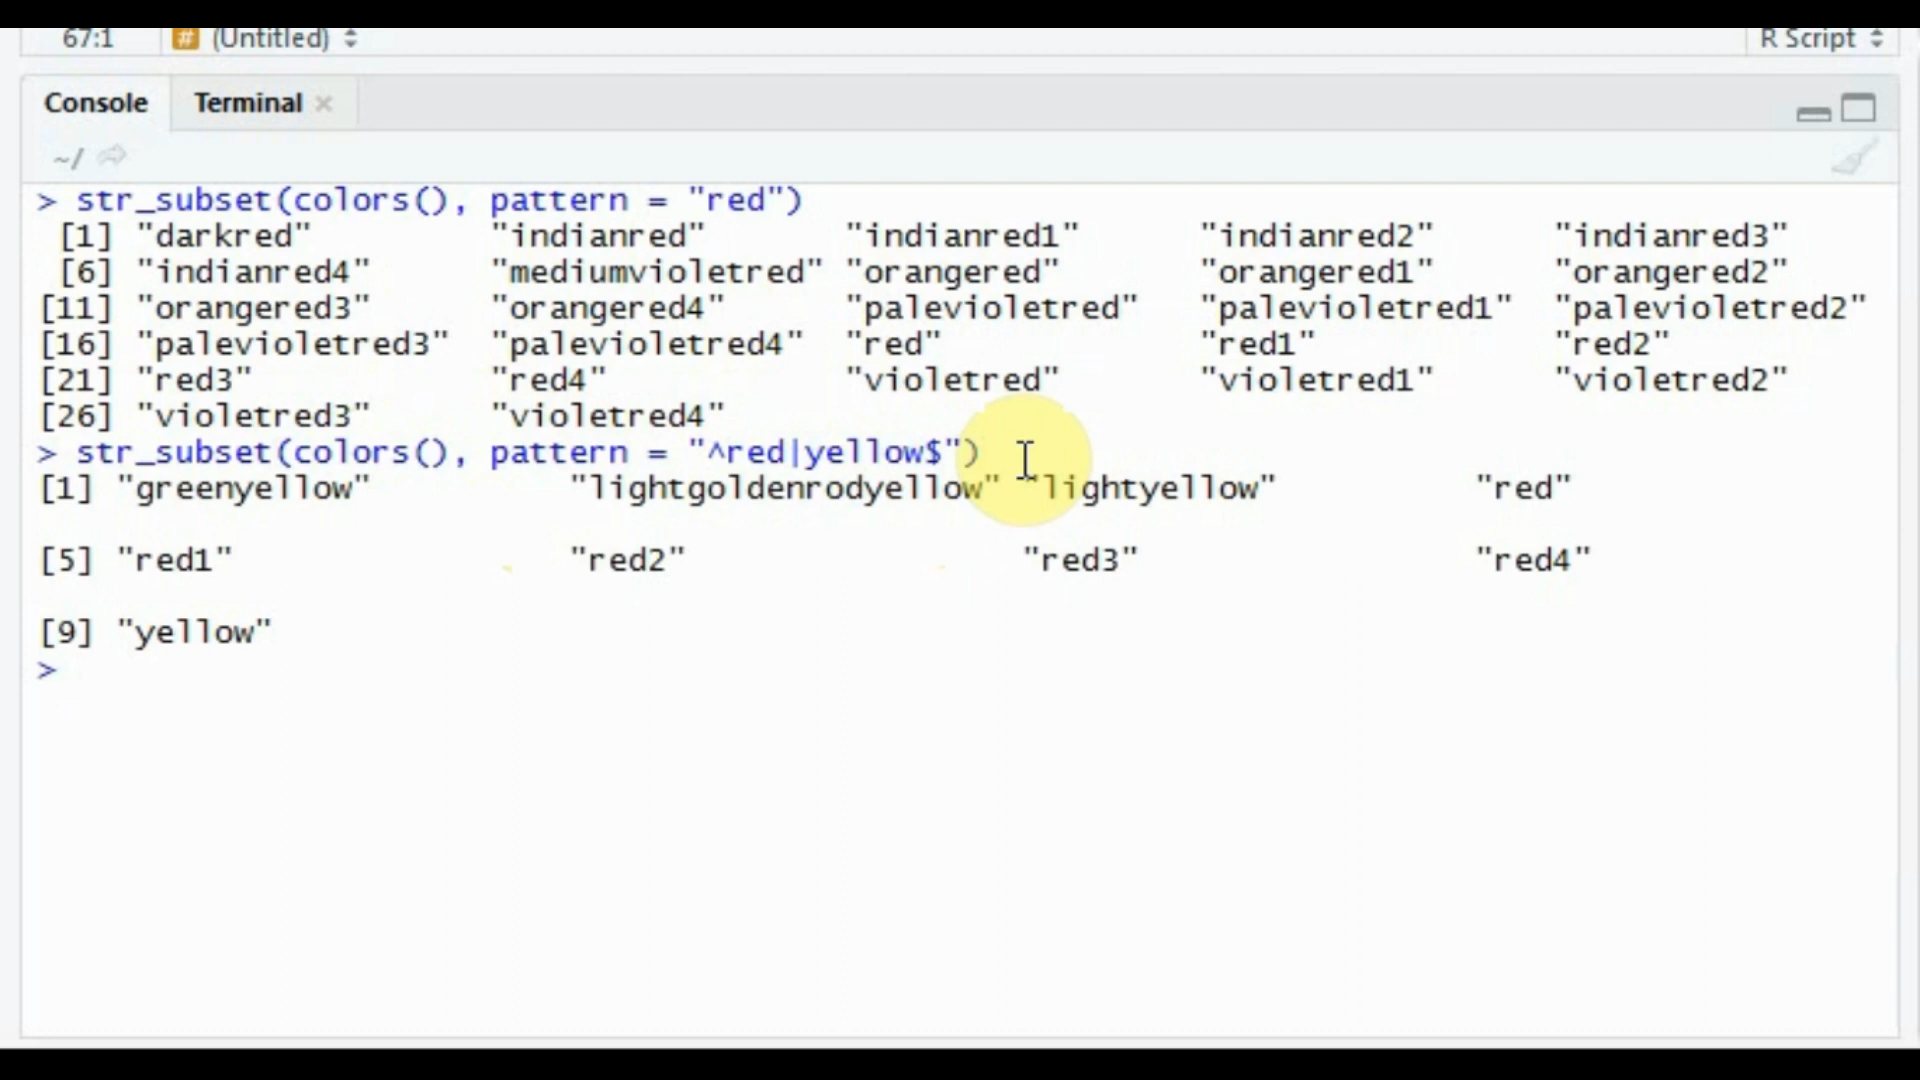 67:1 # (Untitled) R Script
Console Terminal
~/
> str_subset(colors(), pattern = "red")
[1] "darkred" "indianred" "indianred1" "indianred2" "indianred3"
[6] "indianred4" "mediumvioletred" "orangered" "orangered1" "orangered2"
[11] "orangered3" "orangered4" "palevioletred" "palevioletred1" "palevioletred2"
[16] "palevioletred3" "palevioletred4" "red" "red1" "red2"
[21] "red3" "red4" "violetred" "violetred1" "violetred2"
[26] "violetred3" "violetred4"
> str_subset(colors(), pattern = "^red|yellow$")
[1] "greenyellow" "lightgoldenrodyellow" "lightyellow" "red"
[5] "red1" "red2" "red3" "red4"
[9] "yellow"
>